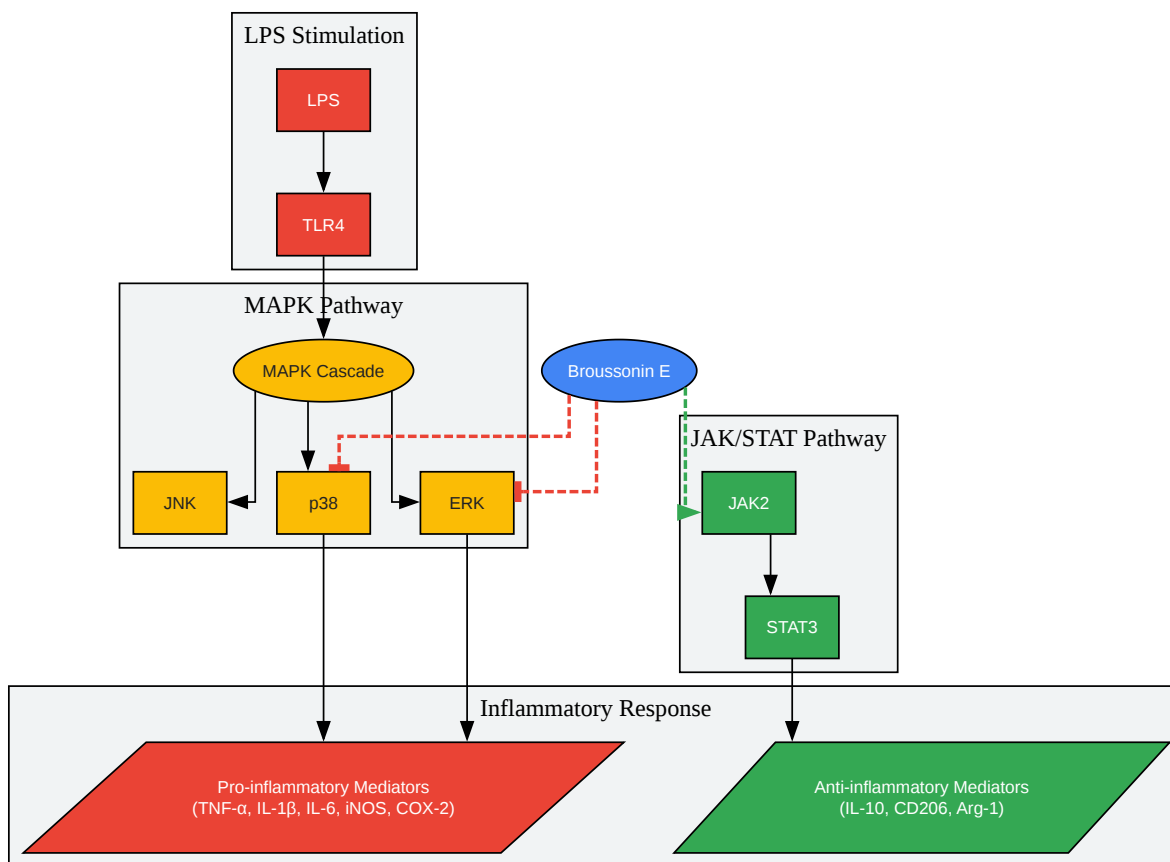 LPS Stimulation
LPS
TLR4
MAPK Pathway
MAPK Cascade
Broussonin E
JAK/STAT Pathway
JNK
p38
ERK
JAK2
STAT3
Inflammatory Response
Pro-inflammatory Mediators
(TNF-α, IL-1β, IL-6, iNOS, COX-2)
Anti-inflammatory Mediators
(IL-10, CD206, Arg-1)